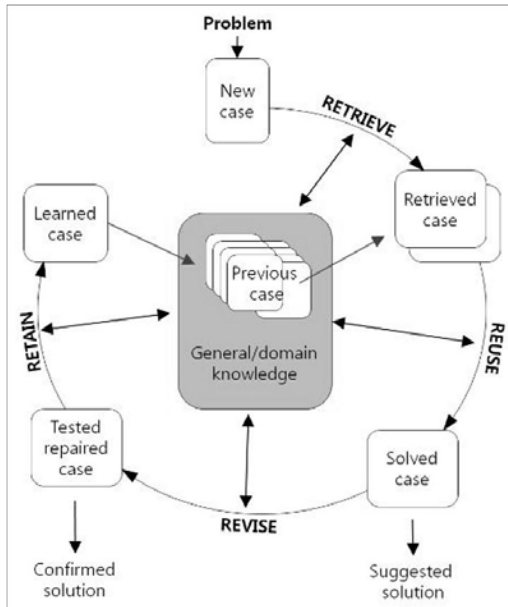 Problem
New
case
RETRIEVE
Retrieved
case
Learned
case
Previous
case
General/domain
knowledge
RETAIN
REUSE
Tested
repaired
case
Solved
case
REVISE
Confirmed
solution
Suggested
solution